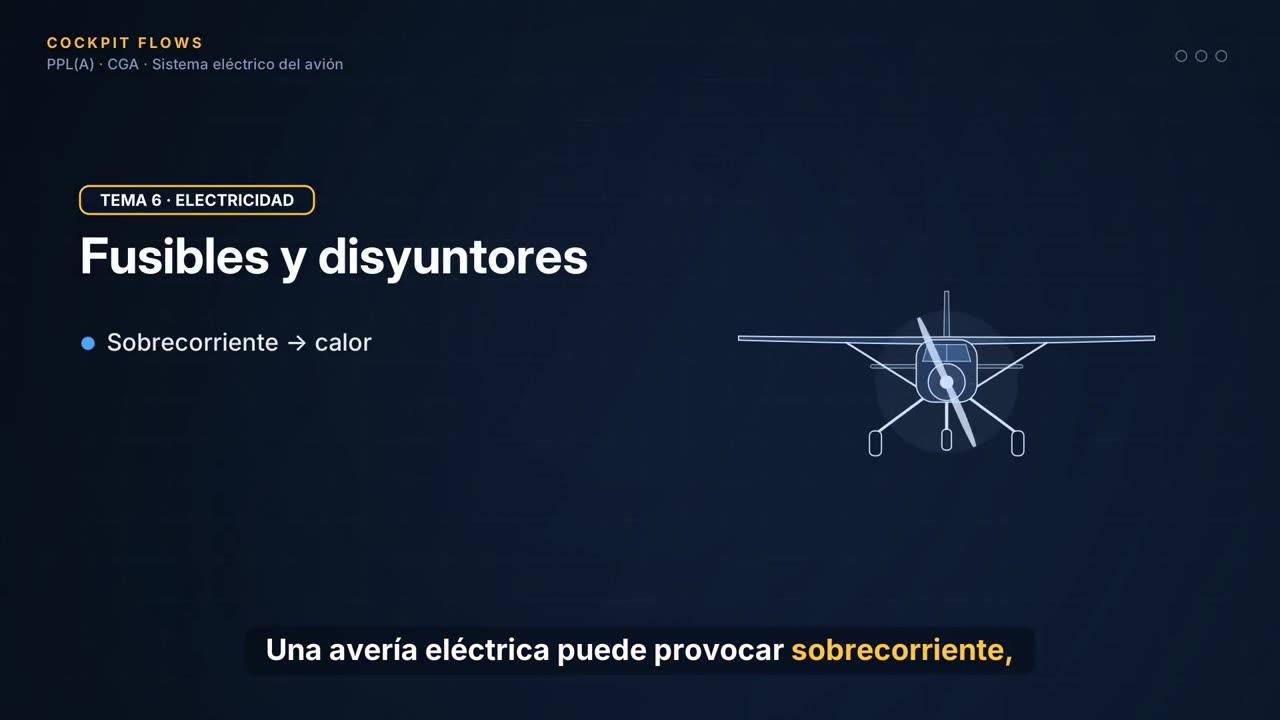 COCKPIT FLOWS
PPL(A) · CGA · Sistema eléctrico del avión
TEMA 6 · ELECTRICIDAD
Fusibles y disyuntores
Sobrecorriente → calor
Una avería eléctrica puede provocar sobrecorriente,